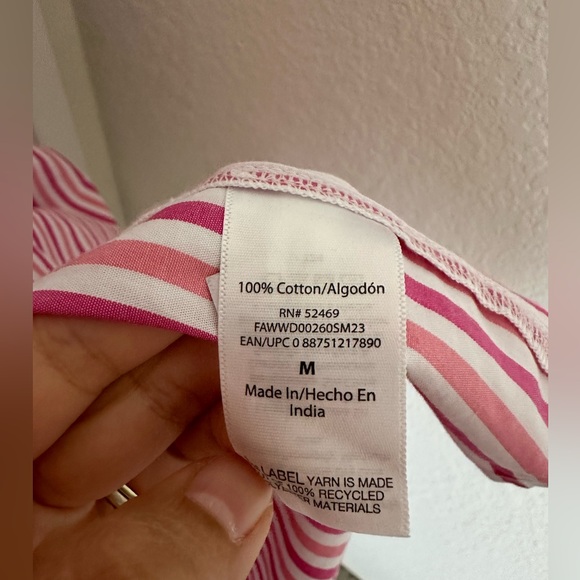 100% Cotton/Algodón
RN# 52469
FAWWD00260SM23
EAN/UPC 0 88751217890
M
Made In/Hecho En
India
LABEL YARN IS MADE
OF 100% RECYCLED
MATERIALS